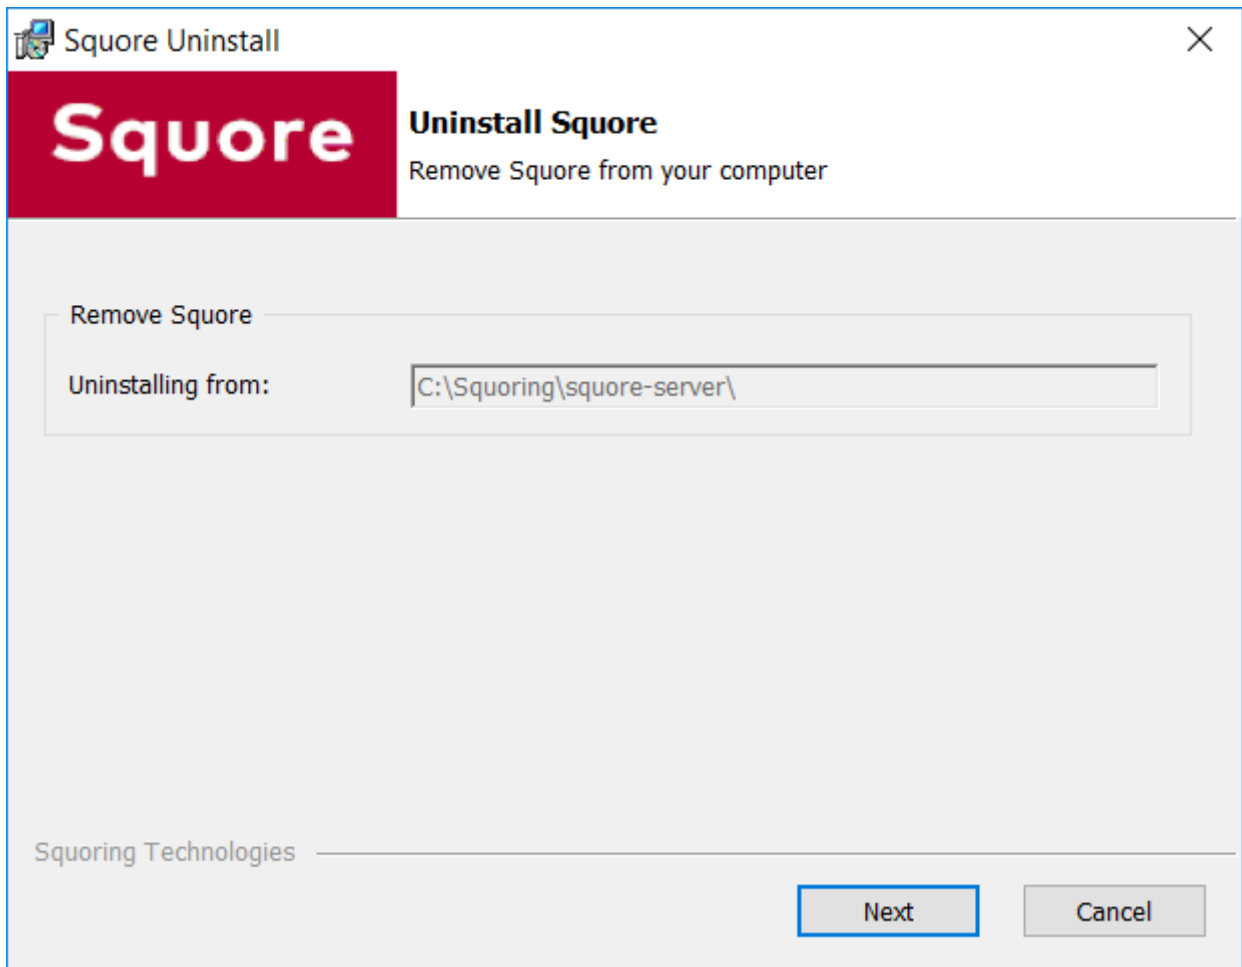 Squore Uninstall
Squore
Uninstall Squore
Remove Squore from your computer
Remove Squore
Uninstalling from:
C:\Squoring\squore-server\
Squoring Technologies
Next
Cancel